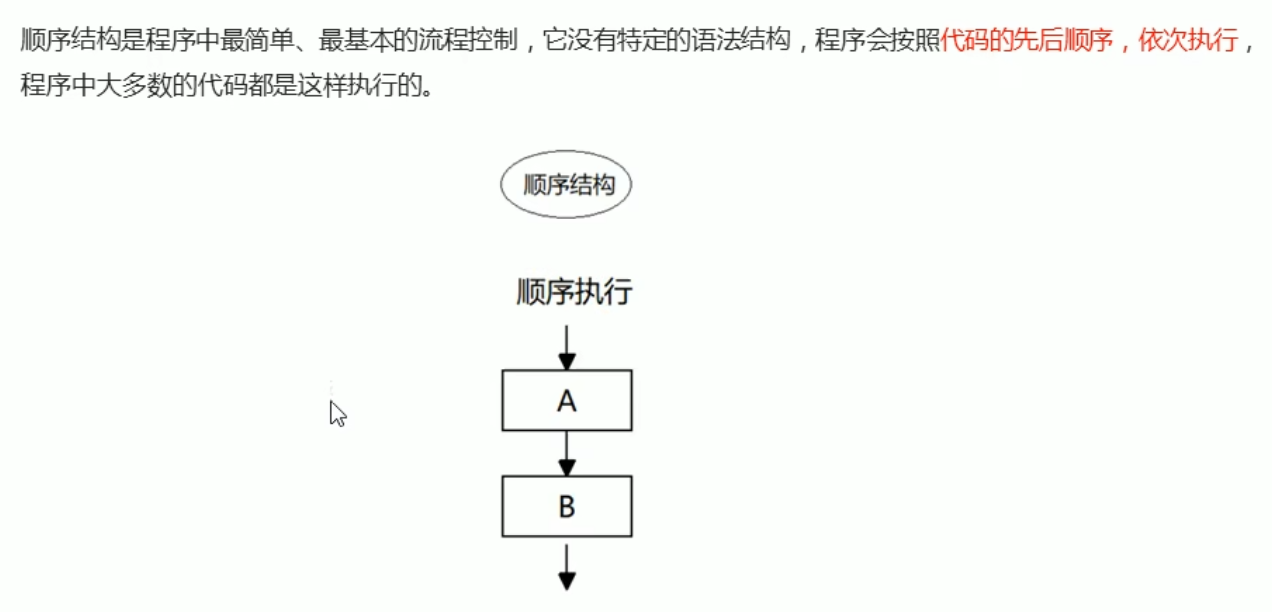 顺序结构是程序中最简单、最基本的流程控制，它没有特定的语法结构，程序会按照代码的先后顺序，依次执行，
程序中大多数的代码都是这样执行的。
顺序结构
顺序执行
A
B